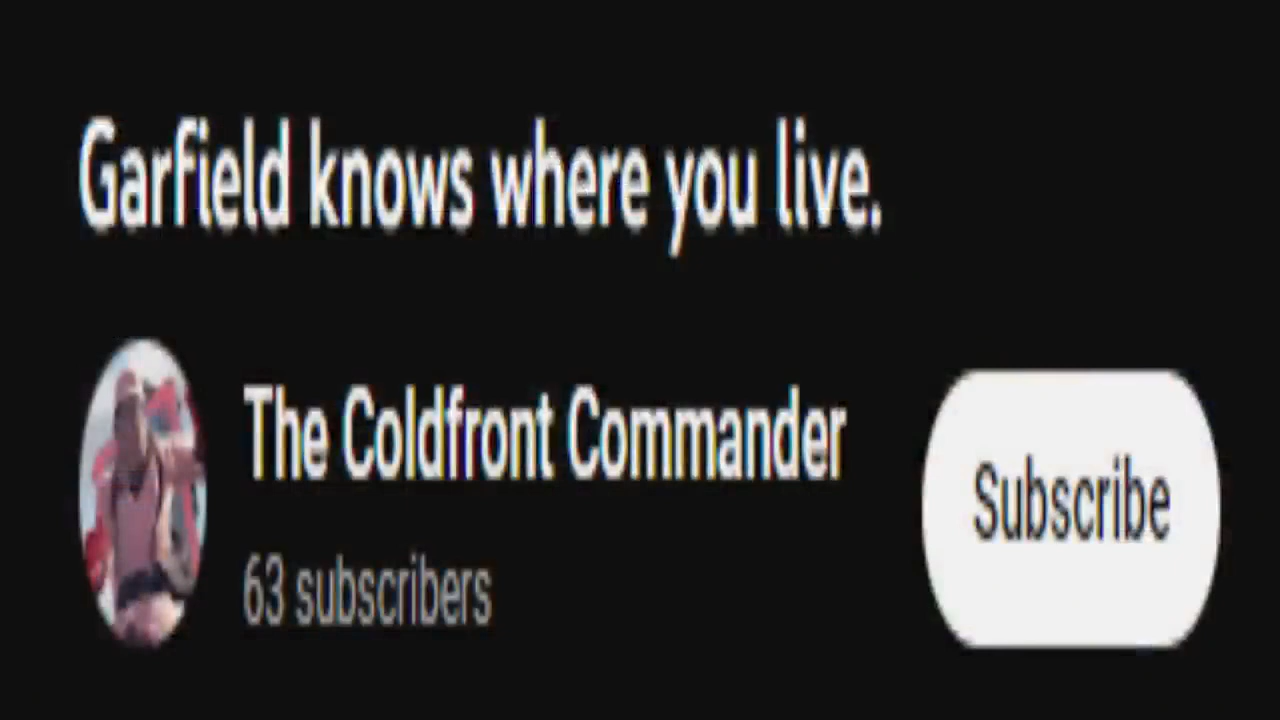 Garfield knows where you live.
The Coldfront Commander
63 subscribers
Subscribe